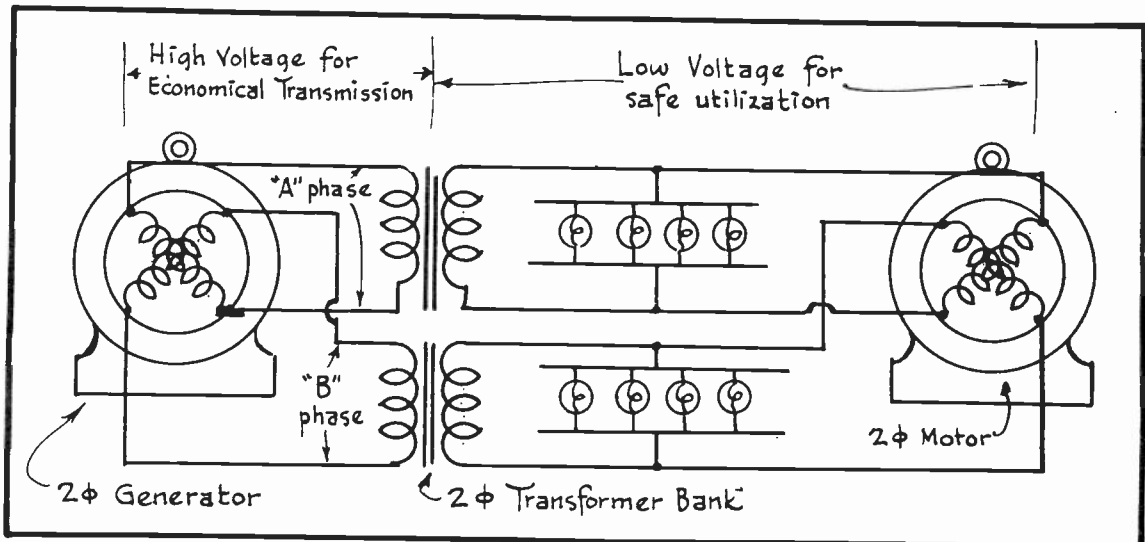 High Voltage for
Economical Transmission
Low Voltage for
safe utilization
"A" phase
"B"
phase
2φ Motor
2φ Generator
2φ Transformer Bank